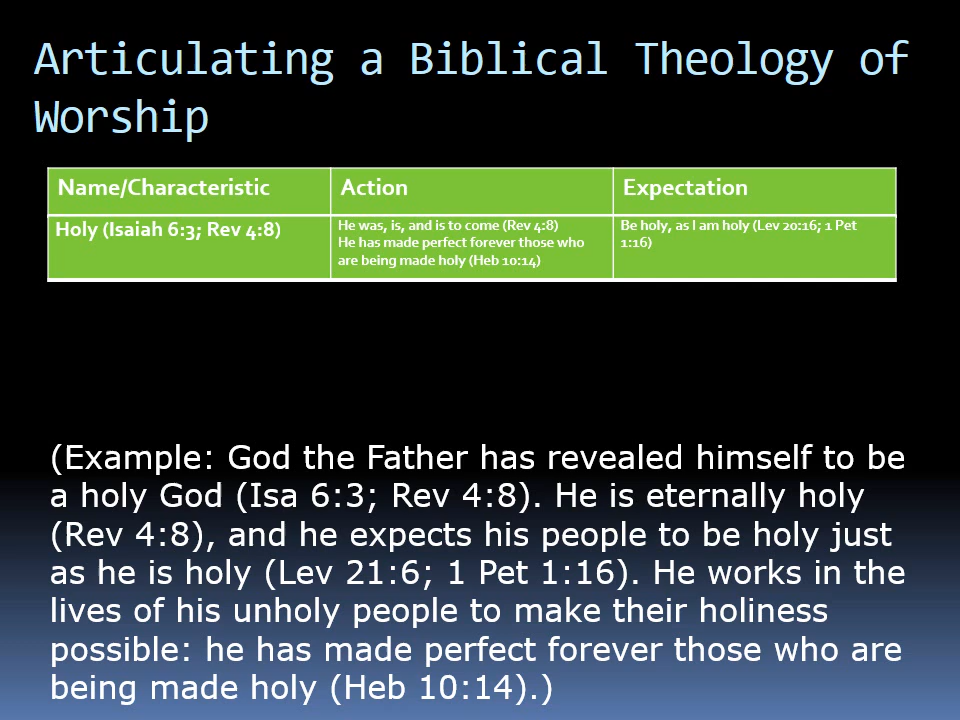 Articulating a Biblical Theology of
Worship
Name/Characteristic
Action
Expectation
Holy (Isaiah 6:3; Rev 4:8)
He was, is, and is to come (Rev 4:8)
He has made perfect forever those who
are being made holy (Heb 10:14)
Be holy, as I am holy (Lev 20:16; 1 Pet
1:16)
(Example: God the Father has revealed himself to be
a holy God (Isa 6:3; Rev 4:8). He is eternally holy
(Rev 4:8), and he expects his people to be holy just
as he is holy (Lev 21:6; 1 Pet 1:16). He works in the
lives of his unholy people to make their holiness
possible: he has made perfect forever those who are
being made holy (Heb 10:14).)